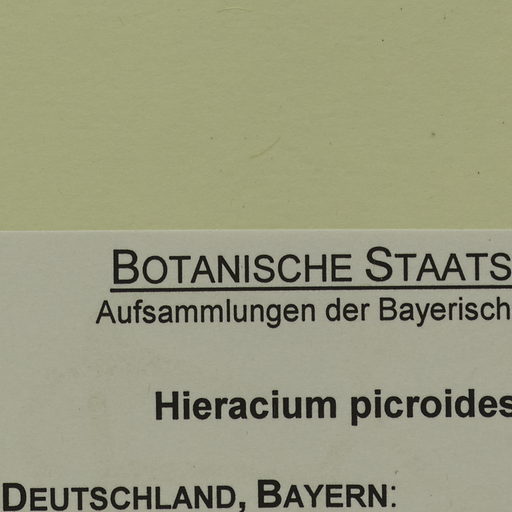 BOTANISCHE STAATS
Aufsammlungen der Bayerisch
Hieracium picroides
DEUTSCHLAND, BAYERN: